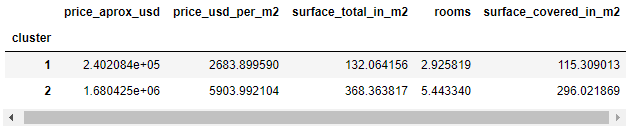 price_aprox_usd price_usd_per_m2 surface_total_in_m2 rooms surface_covered_in_m2
cluster
1 2.402084e+05 2683.899590 132.064156 2.925819 115.309013
2 1.680425e+06 5903.992104 368.363817 5.443340 296.021869